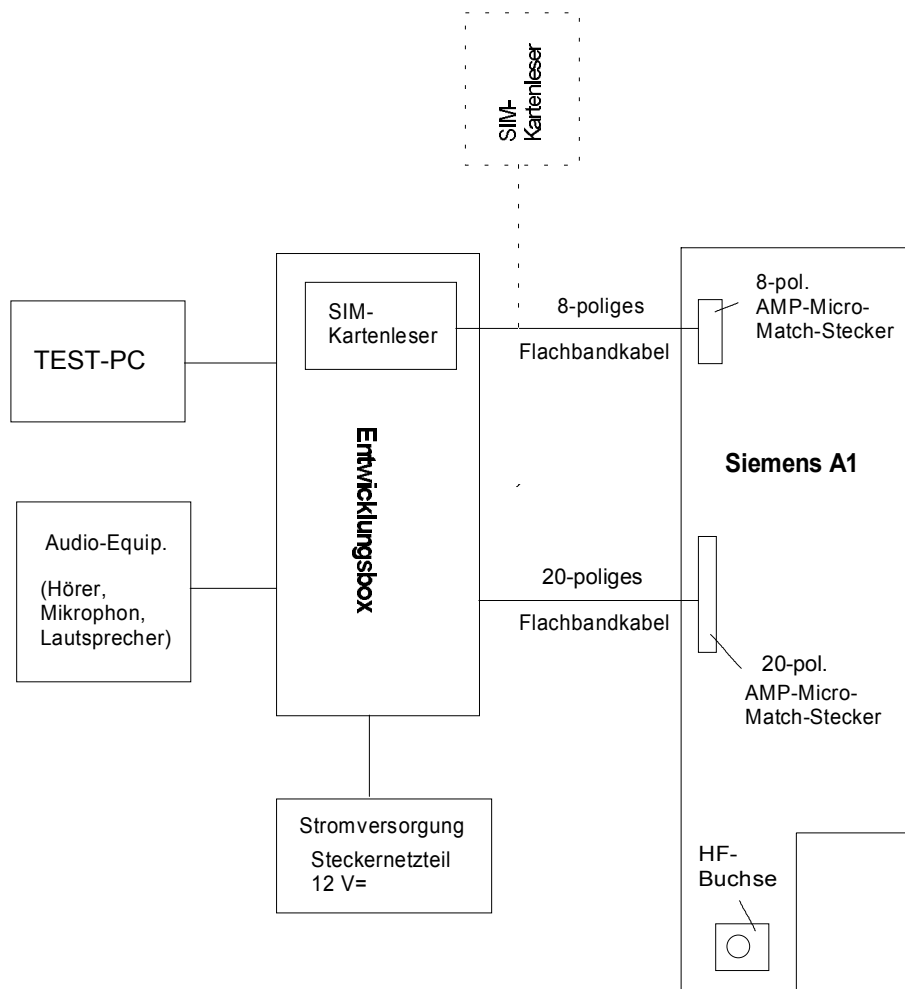 SIM-
Kartenleser
SIM-
Kartenleser
8-poliges
Flachbandkabel
8-pol.
AMP-Micro-
Match-Stecker
TEST-PC
Entwicklungsbox
Siemens A1
Audio-Equip.
(Hörer,
Mikrophon,
Lautsprecher)
20-poliges
Flachbandkabel
20-pol.
AMP-Micro-
Match-Stecker
Stromversorgung
Steckernetzteil
12 V=
HF-
Buchse